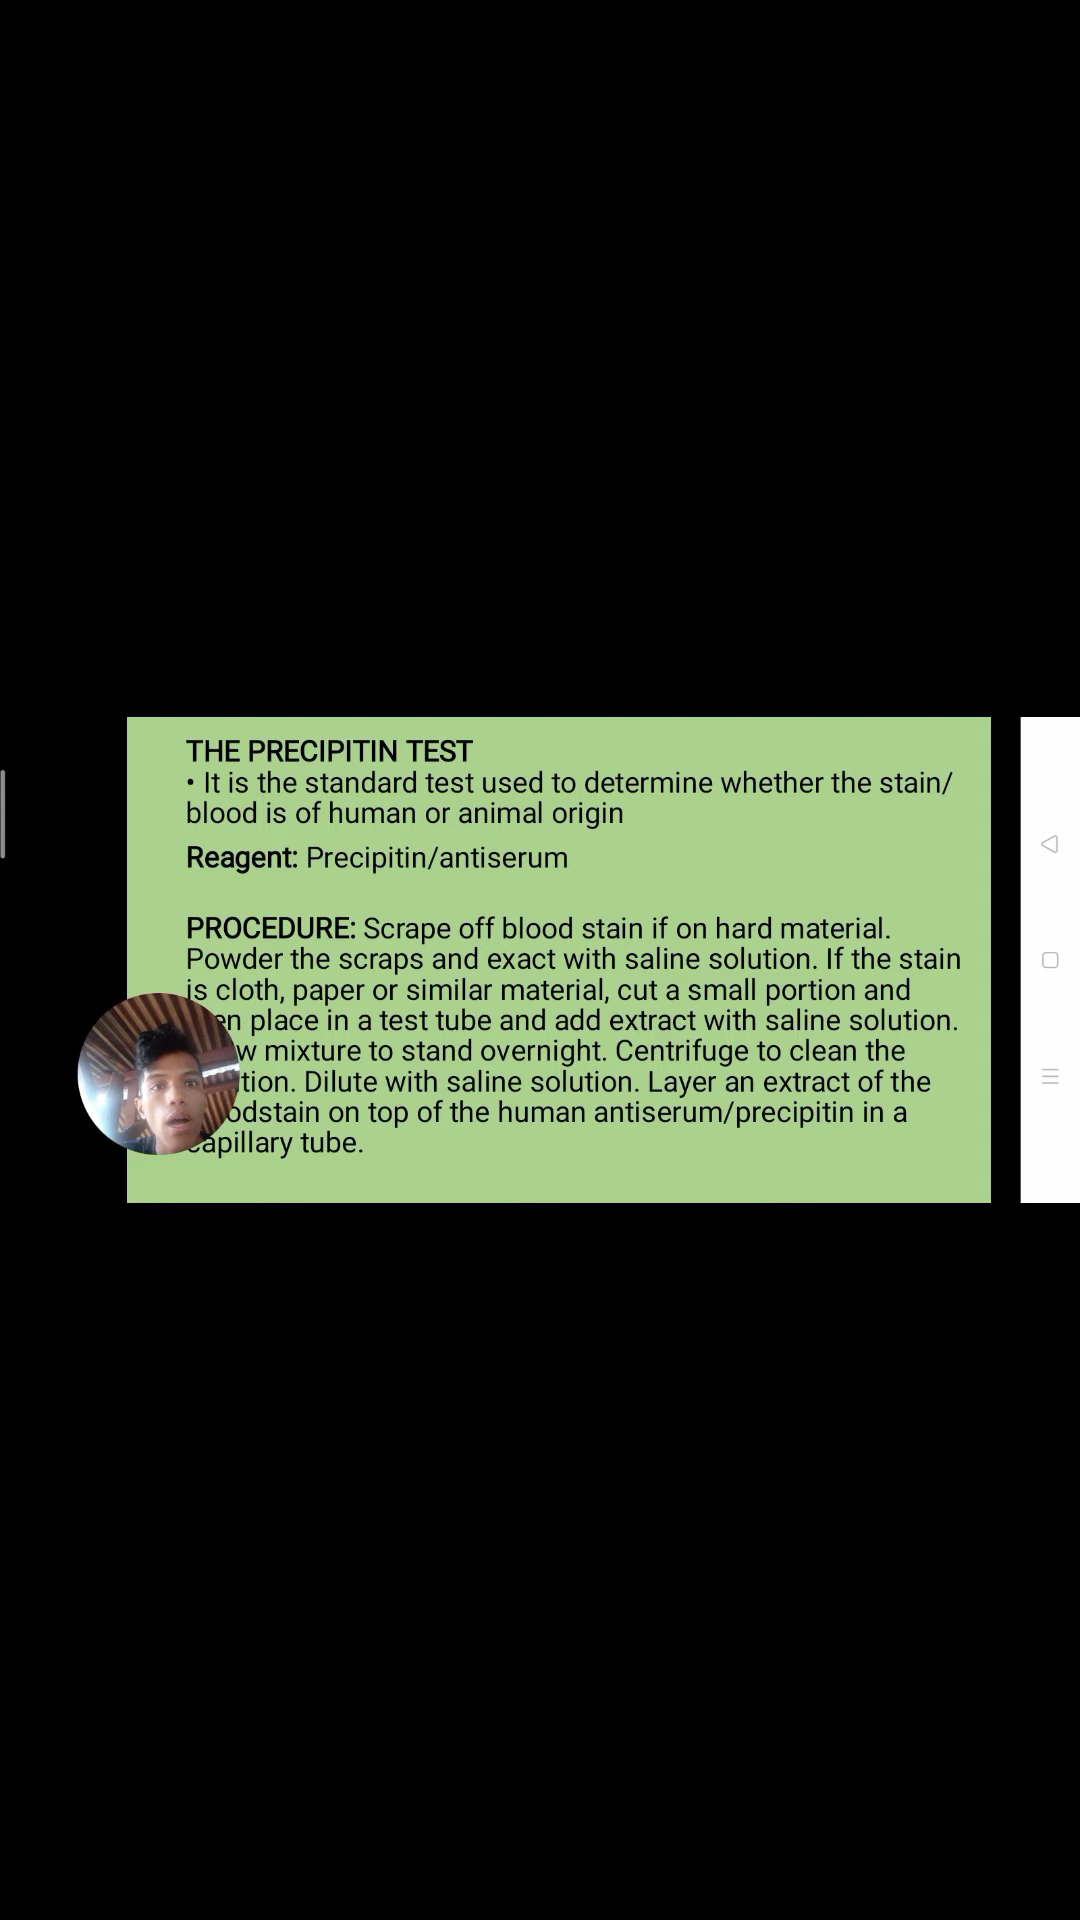 THE PRECIPITIN TEST
• It is the standard test used to determine whether the stain/
blood is of human or animal origin
Reagent: Precipitin/antiserum
PROCEDURE: Scrape off blood stain if on hard material.
Powder the scraps and exact with saline solution. If the stain
is cloth, paper or similar material, cut a small portion and
place in a test tube and add extract with saline solution.
mixture to stand overnight. Centrifuge to clean the
Dilute with saline solution. Layer an extract of the
on top of the human antiserum/precipitin in a
capillary tube.